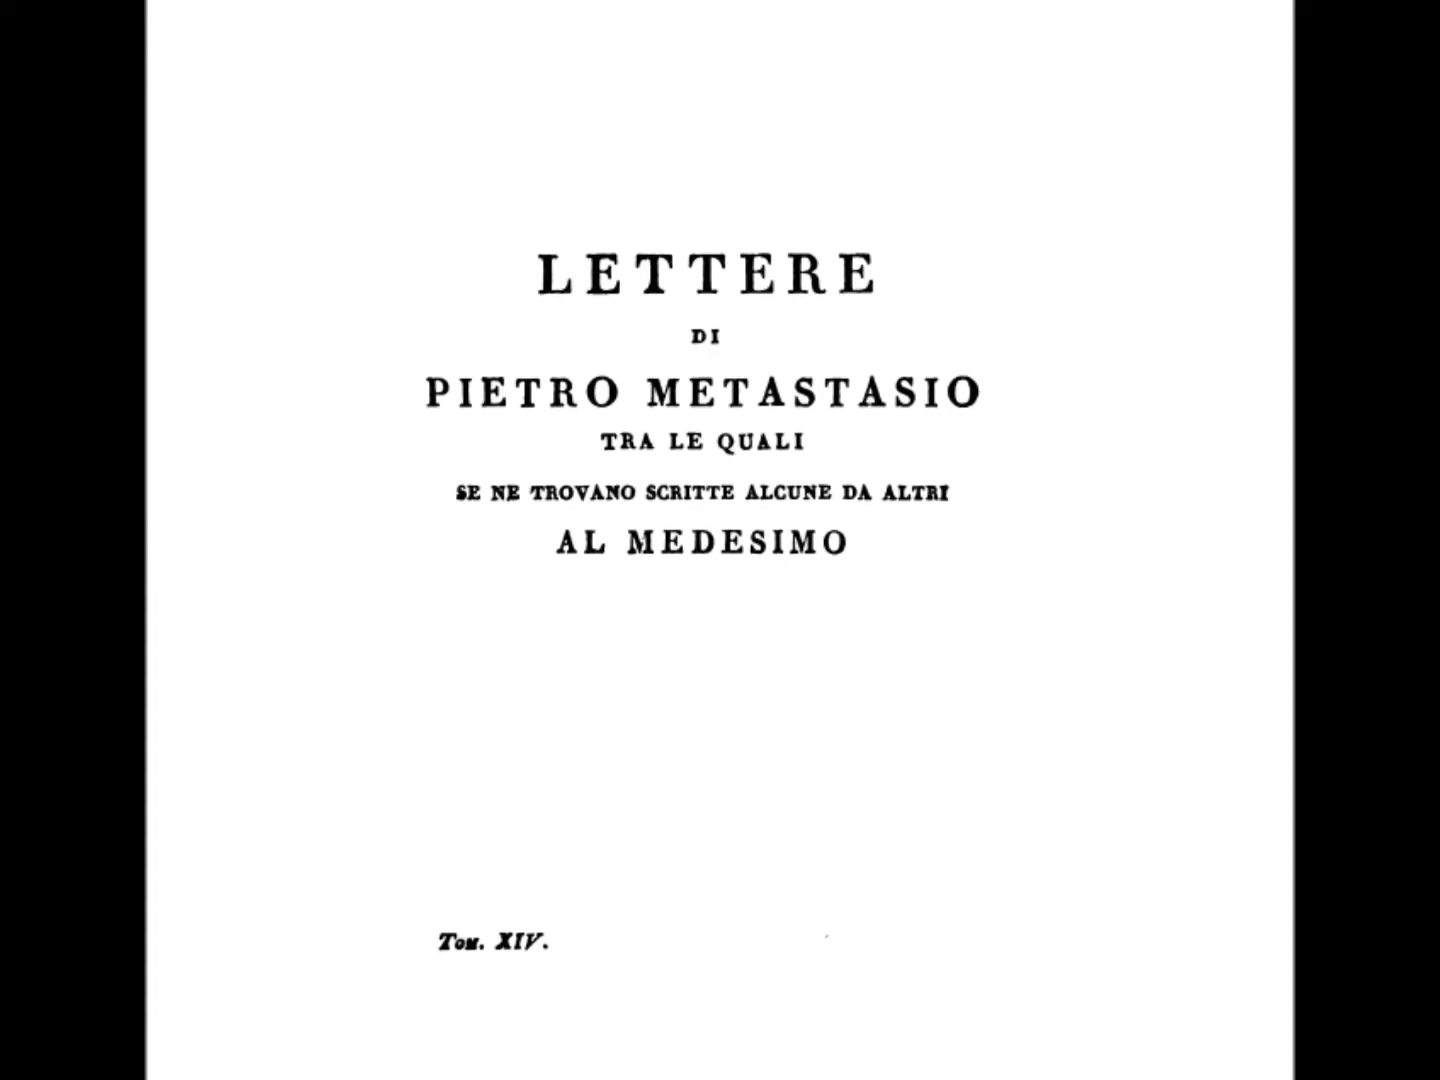 LETTERE
DI
PIETRO METASTASIO
TRA LE QUALI
SE NE TROVANO SCRITTE ALCUNE DA ALTRI
AL MEDESIMO
Tom. XIV.